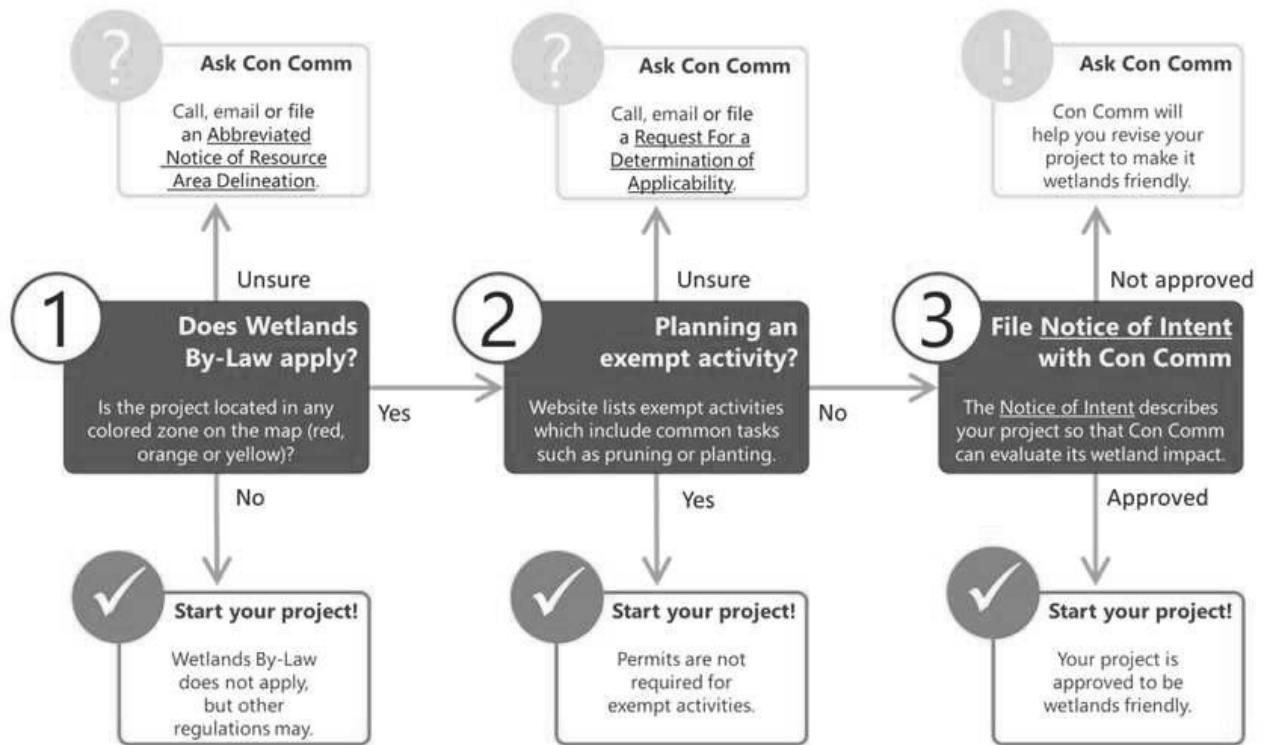 ?
Ask Con Comm
Call, email or file
an Abbreviated
Notice of Resource
Area Delineation.
?
Ask Con Comm
Call, email or file
a Request For a
Determination of
Applicability.
!
Ask Con Comm
Con Comm will
help you revise your
project to make it
wetlands friendly.
Unsure
Unsure
Not approved
1
Does Wetlands
By-Law apply?
Is the project located in any
colored zone on the map (red,
orange or yellow)?
Yes
2
Planning an
exempt activity?
Website lists exempt activities
which include common tasks
such as pruning or planting.
No
3
File Notice of Intent
with Con Comm
The Notice of Intent describes
your project so that Con Comm
can evaluate its wetland impact.
No
Yes
Approved
Start your project!
Wetlands By-Law
does not apply,
but other
regulations may.
Start your project!
Permits are not
required for
exempt activities.
Start your project!
Your project is
approved to be
wetlands friendly.